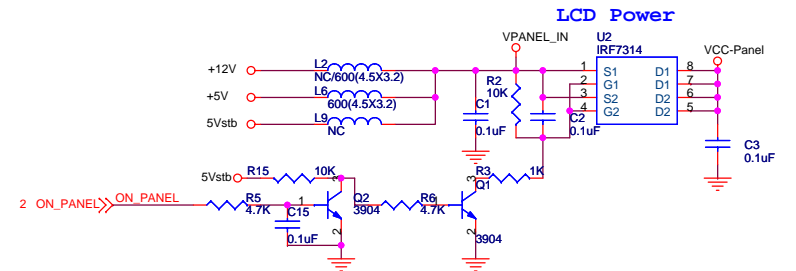 LCD Power
VPANEL_IN
U2
IRF7314
VCC-Panel
+12V
L2
NC/600(4.5X3.2)
+5V
L6
600(4.5X3.2)
5Vstb
L9
NC
R2
10K
C1
0.1uF
C2
0.1uF
1 S1 D1 8
2 G1 D1 7
3 S2 D2 6
4 G2 D2 5
C3
0.1uF
5Vstb
R15 10K
2 ON_PANEL
ON_PANEL
R5
4.7K
C15
0.1uF
1
2
Q2
3904
R6
4.7K
1
3
Q1
2
3904
R3 1K